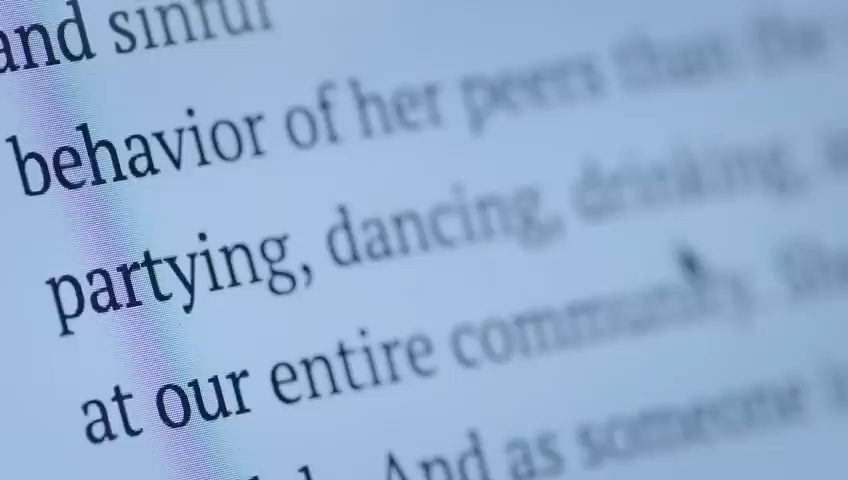 and sinful
behavior of her peers than the
partying, dancing, drinking,
at our entire community. She
And as someone